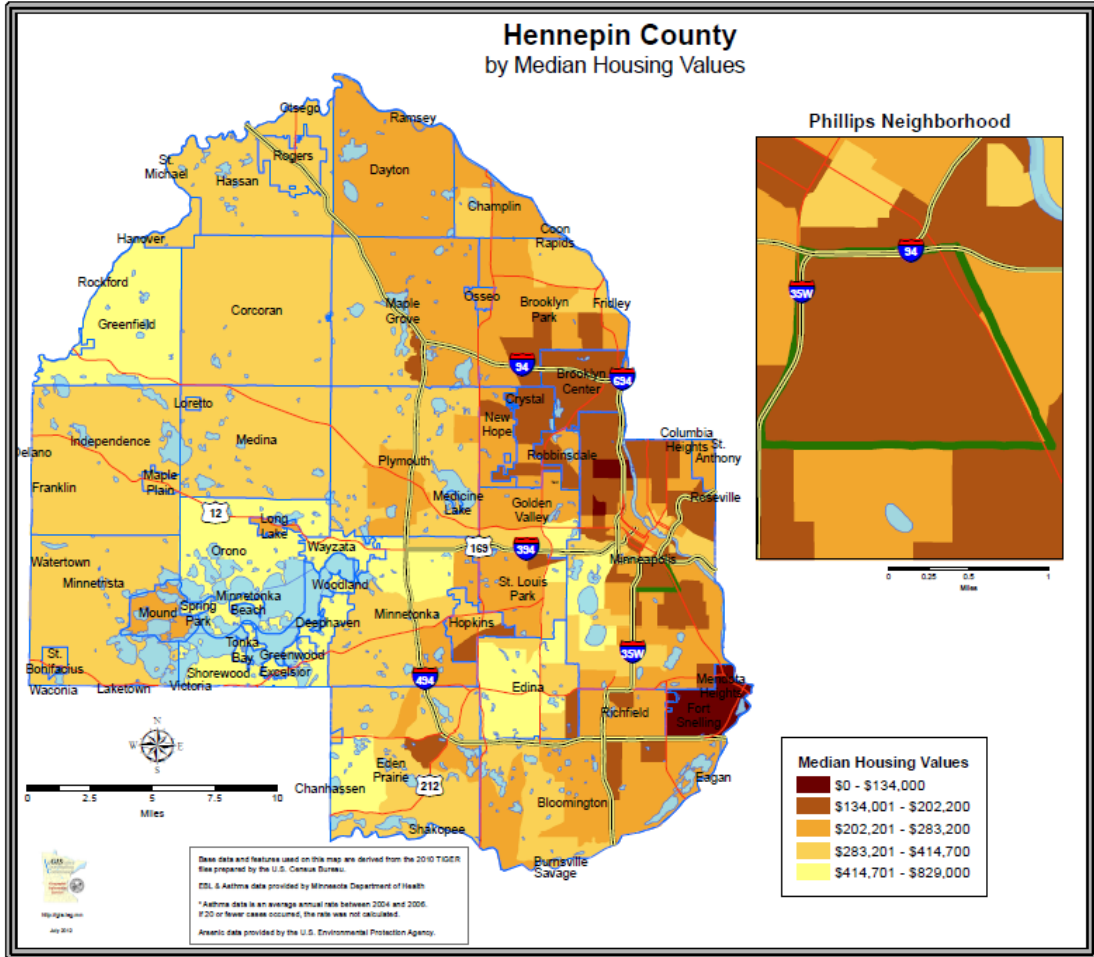 Hennepin County
by Median Housing Values
Otsego
Ramsey
Rogers
St.
Michael
Hassan
Dayton
Champlin
Hanover
Coon
Rapids
Rockford
Greenfield
Corcoran
Maple
Grove
Osseo
Brooklyn
Park
Fridley
94
694
Brooklyn
Center
Crystal
Loretto
New
Hope
Independence
Medina
Columbia
Heights
St.
Anthony
Delano
Robbinsdale
Plymouth
Maple
Plain
Franklin
Medicine
Lake
Golden
Valley
Roseville
12
Long
Lake
Orono
Wayzata
169
394
Minneapolis
Watertown
Minnetrista
Woodland
St. Louis
Park
Minnetonka
Beach
Mound
Spring
Park
Minnetonka
Hopkins
Deephaven
Tonka
Bay
Greenwood
35W
St.
Bonifacius
Shorewood
Excelsior
494
Edina
Mendota
Heights
Waconia
Laketown
Victoria
Richfield
Fort
Snelling
N
W
E
S
Eden
Prairie
Eagan
Chanhassen
212
Bloomington
0 2.5 5 7.5 10
Miles
Shakopee
Burnsville
Savage
Phillips Neighborhood
94
35W
0 0.25 0.5 1
Miles
Median Housing Values
$0 - $134,000
$134,001 - $202,200
$202,201 - $283,200
$283,201 - $414,700
$414,701 - $829,000
GIS
July 2012
Base data and features used on this map are derived from the 2010 TIGER
files prepared by the U.S. Census Bureau.
EBL & Asthma data provided by Minnesota Department of Health
* Asthma data is an average annual rate between 2004 and 2006.
If 20 or fewer cases occurred, the rate was not calculated.
Arsenic data provided by the U.S. Environmental Protection Agency.